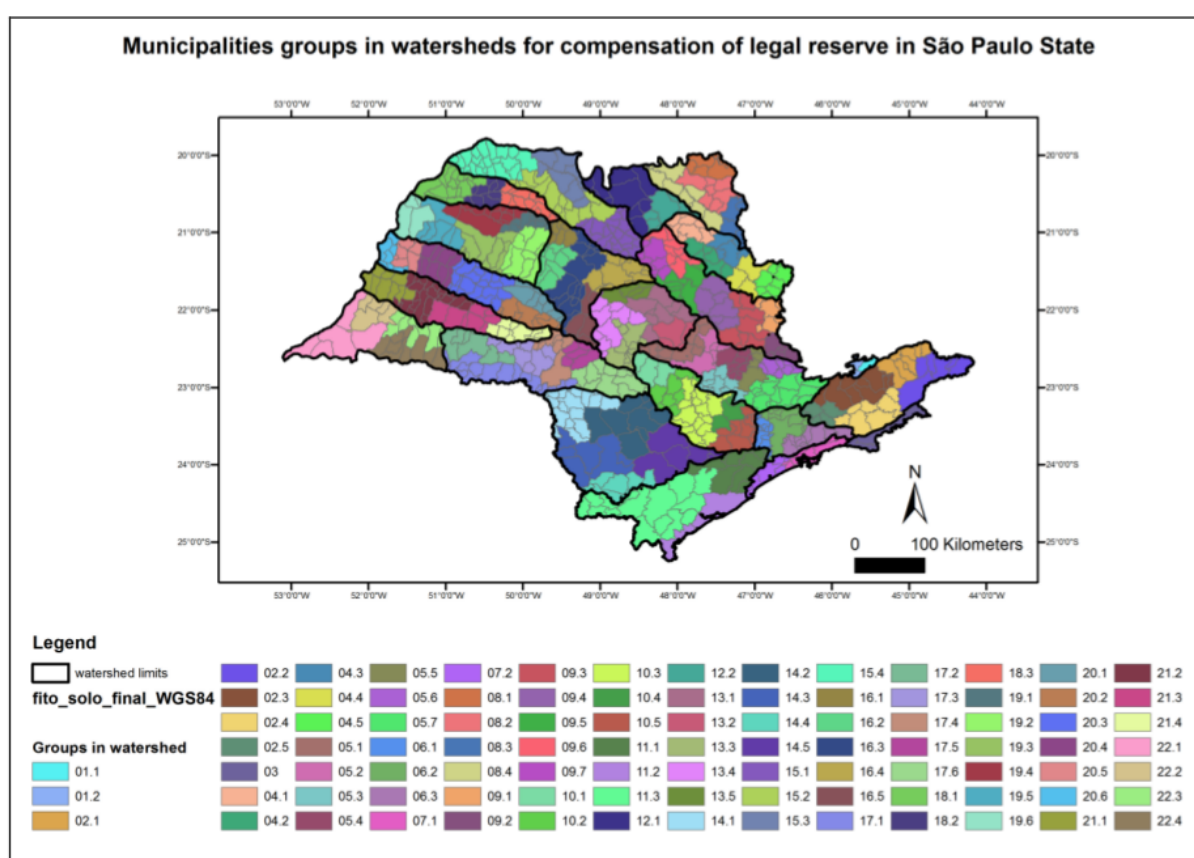 Municipalities groups in watersheds for compensation of legal reserve in São Paulo State
53°0'0"W 52°0'0"W 51°0'0"W 50°0'0"W 49°0'0"W 48°0'0"W 47°0'0"W 46°0'0"W 45°0'0"W 44°0'0"W
20°0'0"S 20°0'0"S
21°0'0"S 21°0'0"S
22°0'0"S 22°0'0"S
23°0'0"S 23°0'0"S
24°0'0"S 24°0'0"S
N
0 100 Kilometers
25°0'0"S 25°0'0"S
53°0'0"W 52°0'0"W 51°0'0"W 50°0'0"W 49°0'0"W 48°0'0"W 47°0'0"W 46°0'0"W 45°0'0"W 44°0'0"W
Legend
watershed limits 02.2 04.3 05.5 07.2 09.3 10.3 12.2 14.2 15.4 17.2 18.3 20.1 21.2
fito_solo_final_WGS84 02.3 04.4 05.6 08.1 09.4 10.4 13.1 14.3 16.1 17.3 19.1 20.2 21.3
02.4 04.5 05.7 08.2 09.5 10.5 13.2 14.4 16.2 17.4 19.2 20.3 21.4
Groups in watershed 02.5 05.1 06.1 08.3 09.6 11.1 13.3 14.5 16.3 17.5 19.3 20.4 22.1
01.1 03 05.2 06.2 08.4 09.7 11.2 13.4 15.1 16.4 17.6 19.4 20.5 22.2
01.2 04.1 05.3 06.3 09.1 10.1 11.3 13.5 15.2 16.5 18.1 19.5 20.6 22.3
02.1 04.2 05.4 07.1 09.2 10.2 12.1 14.1 15.3 17.1 18.2 19.6 21.1 22.4